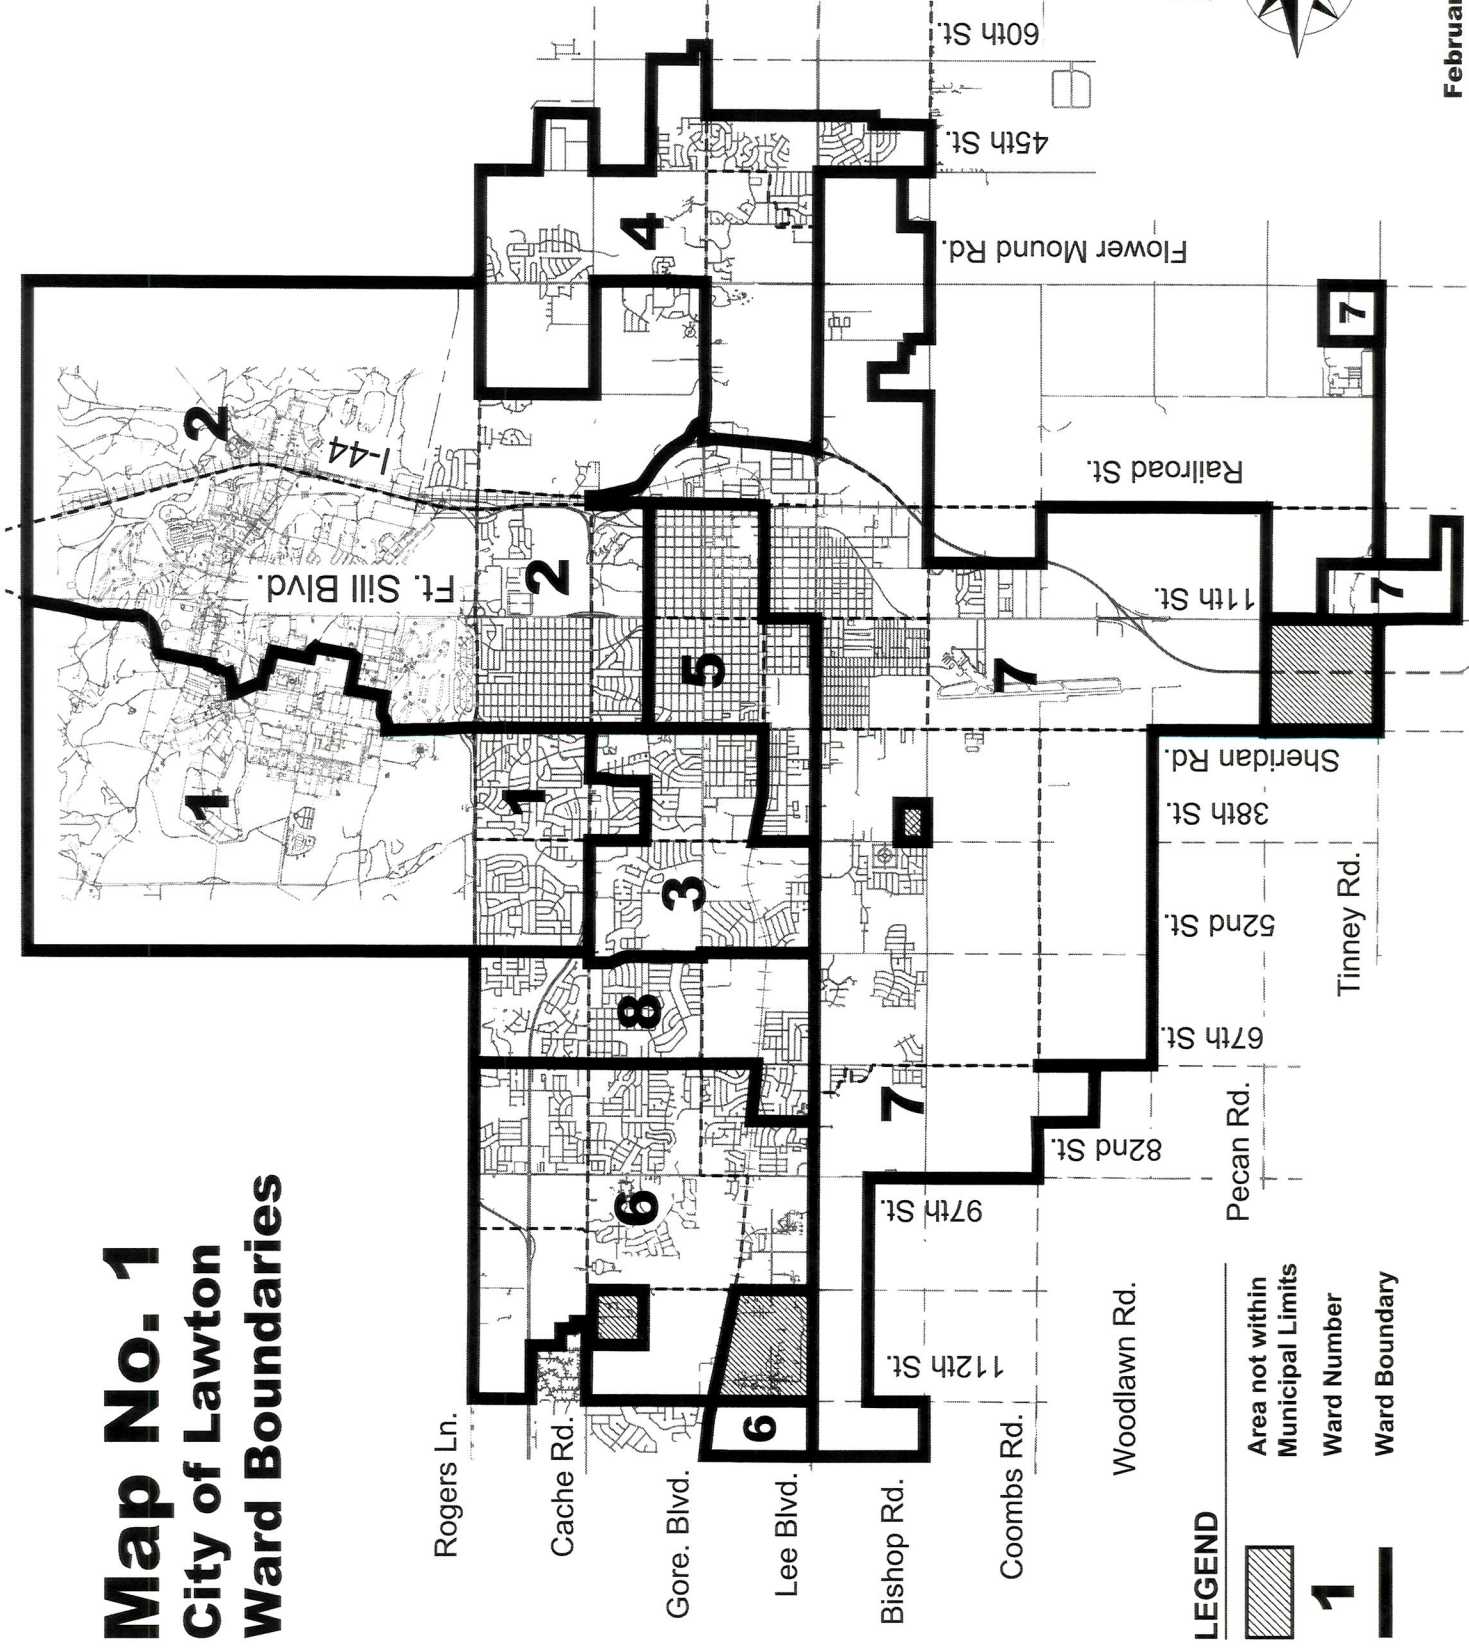 Map No. 1
City of Lawton
Ward Boundaries
Rogers Ln.
Cache Rd.
Gore. Blvd.
Lee Blvd.
Bishop Rd.
Coombs Rd.
Woodlawn Rd.
Pecan Rd.
Tinney Rd.
112th St.
97th St.
82nd St.
67th St.
52nd St.
38th St.
Sheridan Rd.
11th St.
Railroad St.
Flower Mound Rd.
45th St.
60th St.
Ft. Sill Blvd.
I-44
1
2
1
2
3
4
5
6
6
7
7
7
7
8
LEGEND
Area not within
Municipal Limits
1
Ward Number
Ward Boundary